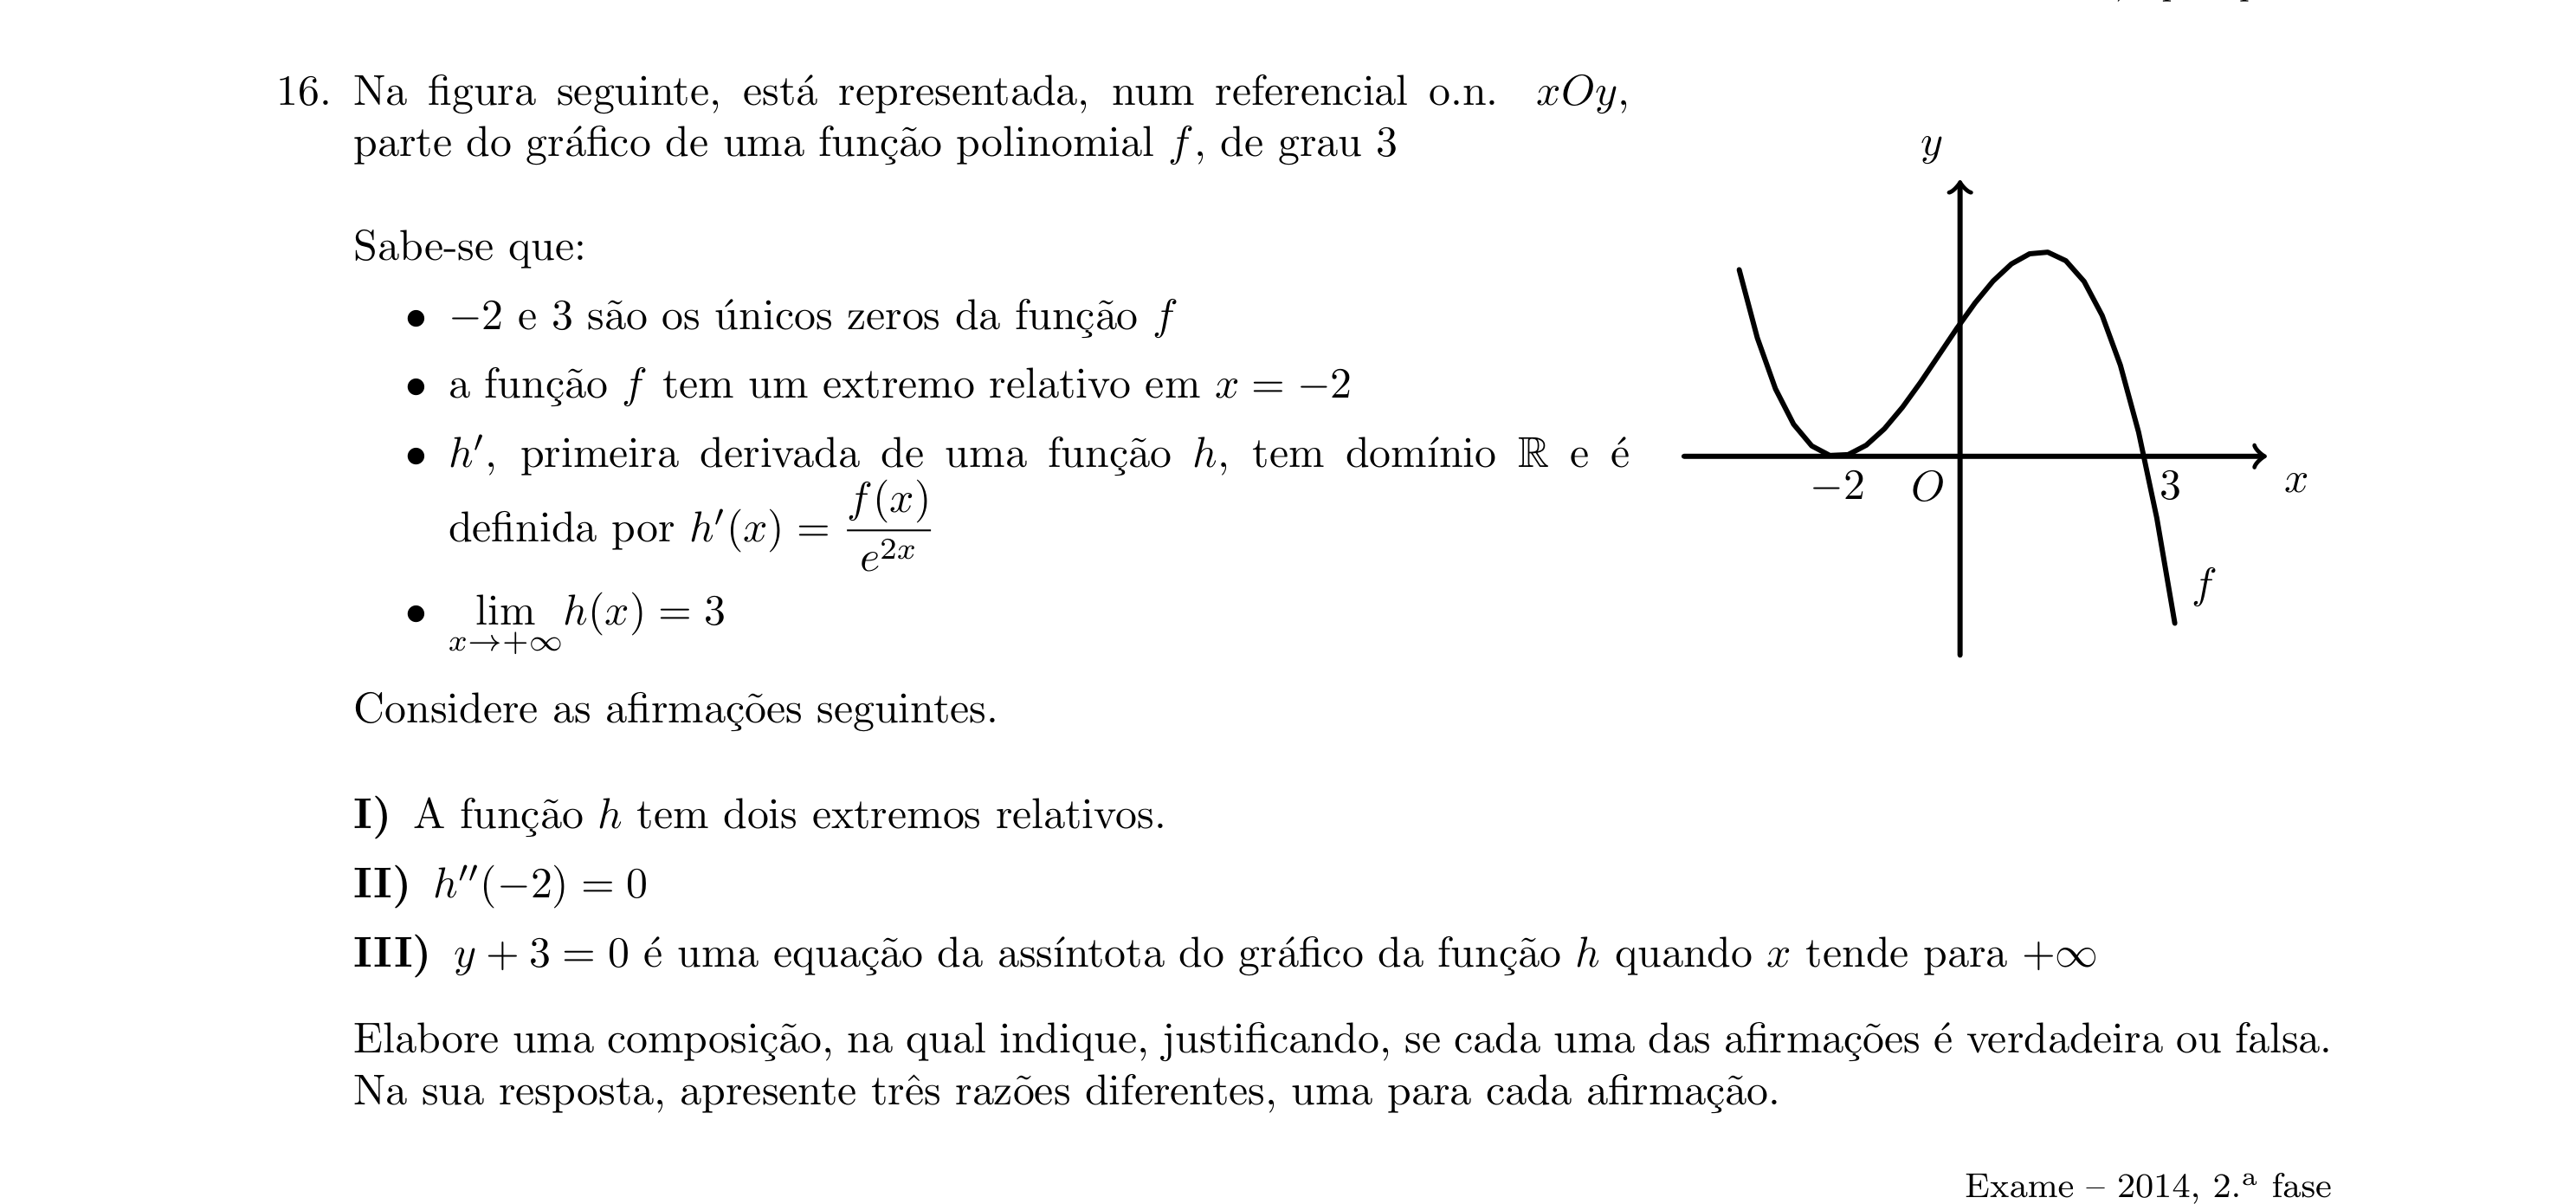 16. Na figura seguinte, está representada, num referencial o.n. xOy,
parte do gráfico de uma função polinomial f, de grau 3
Sabe-se que:
• −2 e 3 são os únicos zeros da função f
• a função f tem um extremo relativo em x = −2
• h′, primeira derivada de uma função h, tem domínio ℝ e é
definida por h′(x) = f(x)/e^{2x}
• lim_{x→+∞} h(x) = 3
y
−2 O 3 x
f
Considere as afirmações seguintes.
I) A função h tem dois extremos relativos.
II) h″(−2) = 0
III) y + 3 = 0 é uma equação da assíntota do gráfico da função h quando x tende para +∞
Elabore uma composição, na qual indique, justificando, se cada uma das afirmações é verdadeira ou falsa.
Na sua resposta, apresente três razões diferentes, uma para cada afirmação.
Exame – 2014, 2.ª fase